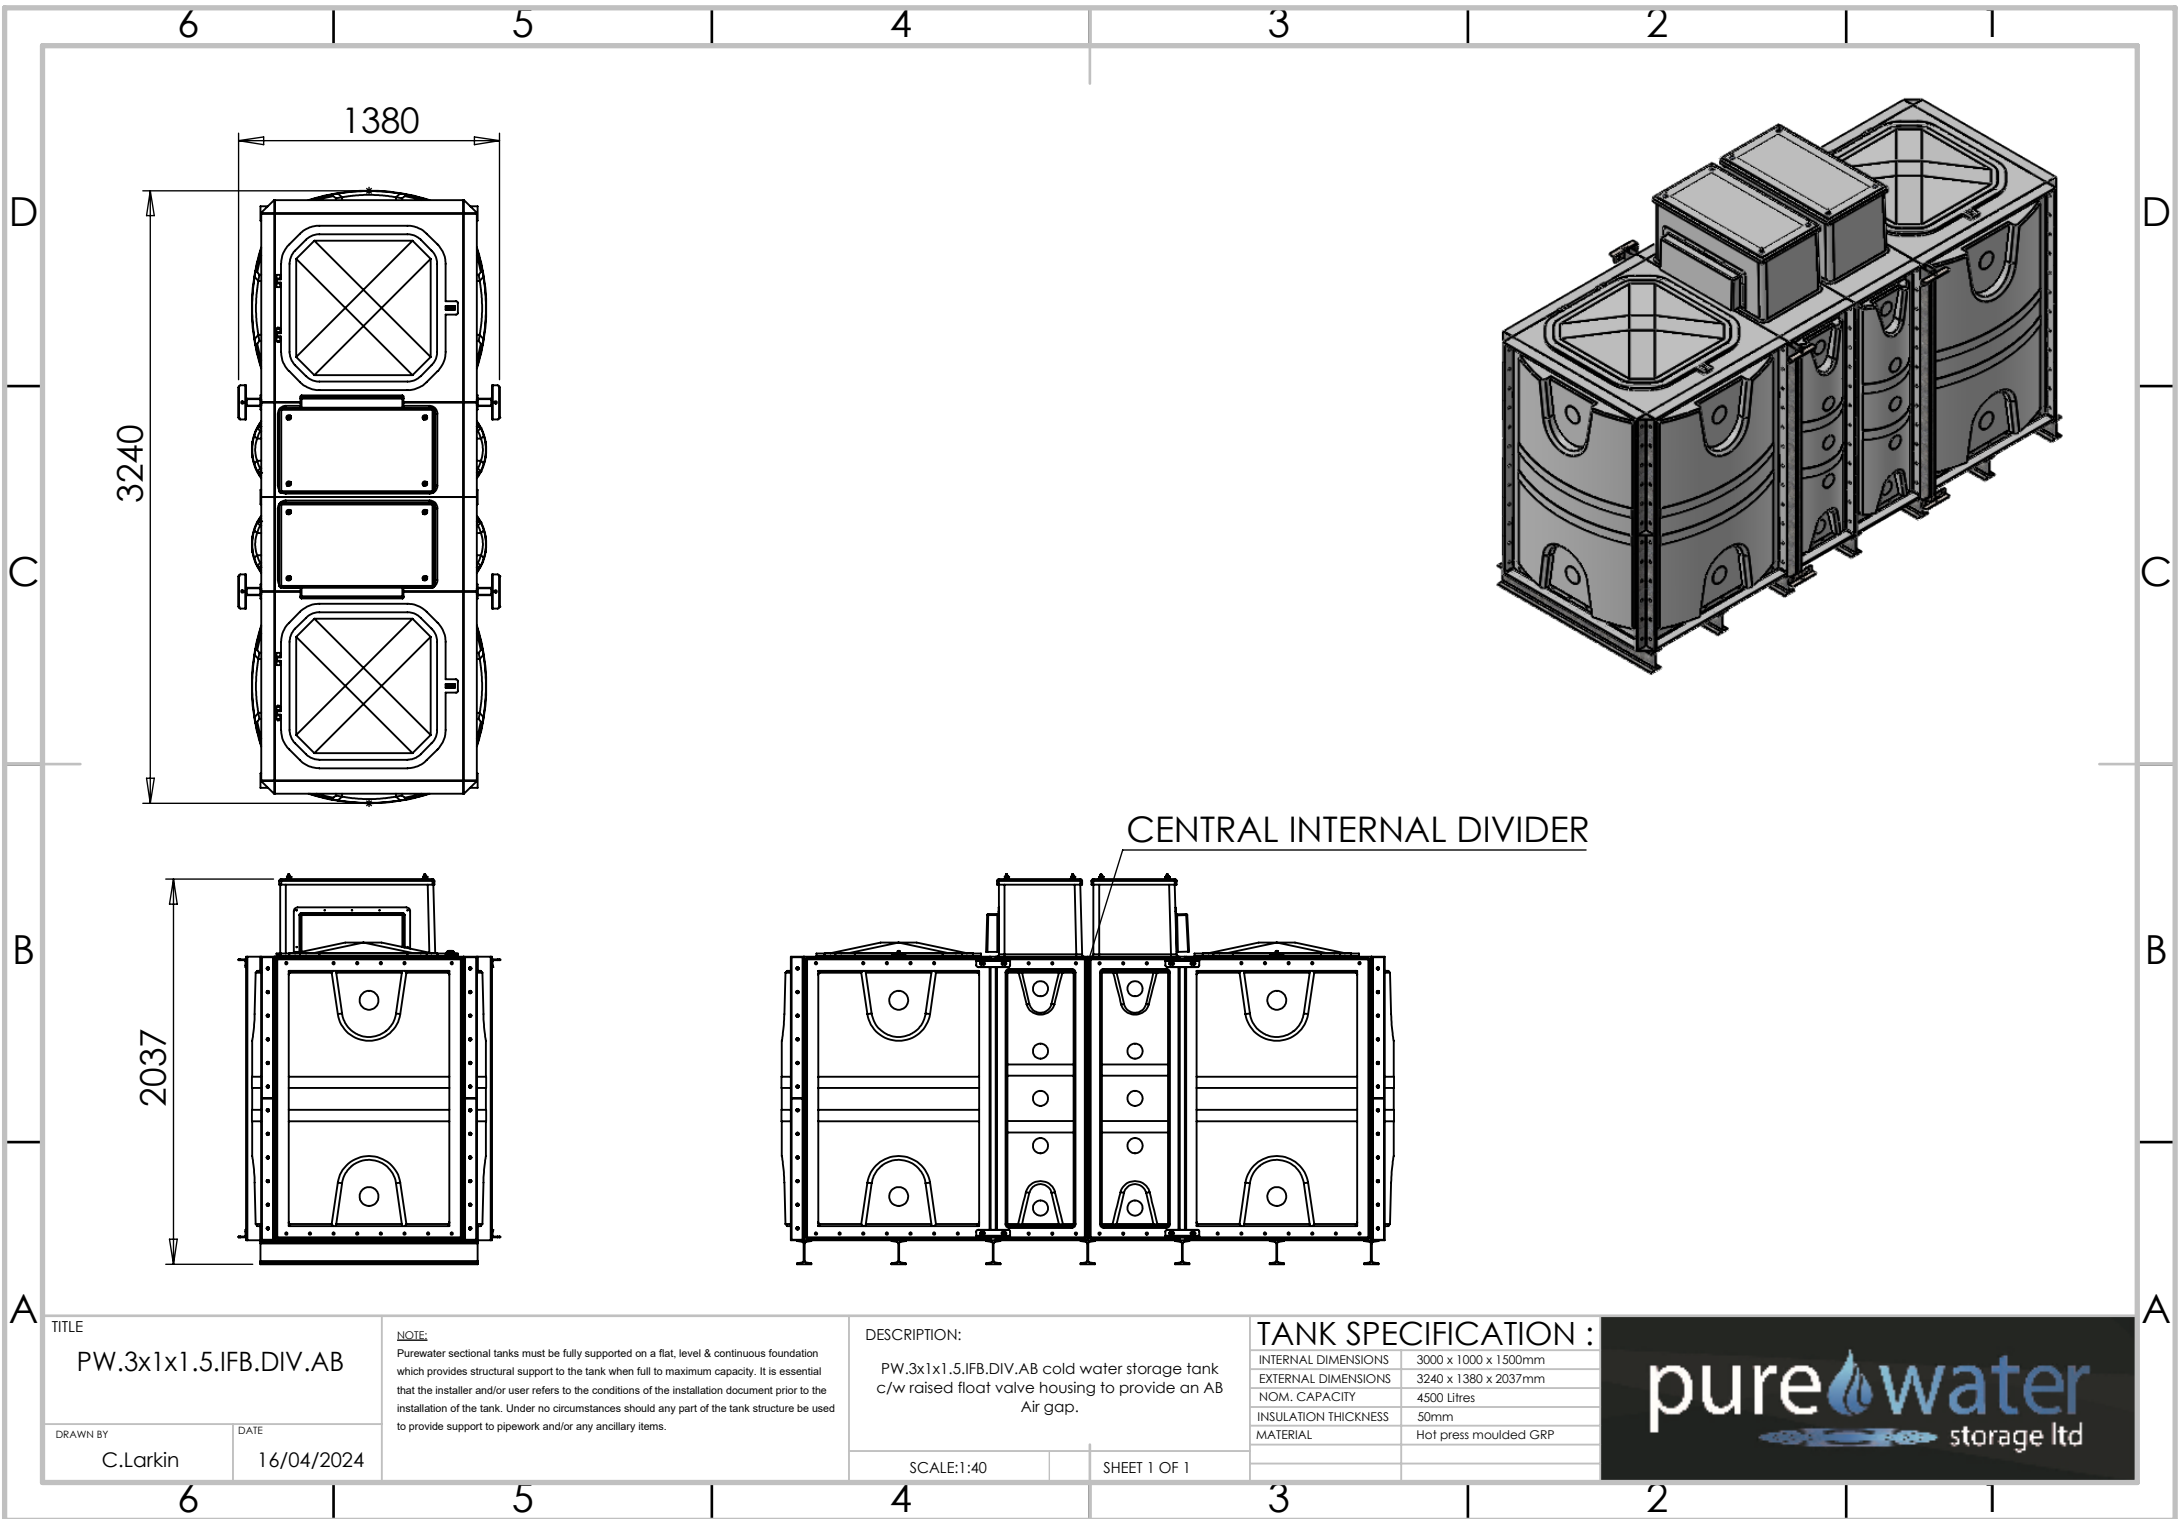 6 5 4 3 2 1
D D
C C
B B
A A
1380
3240
CENTRAL INTERNAL DIVIDER
2037
TITLE
PW.3x1x1.5.IFB.DIV.AB
DRAWN BY
C.Larkin
DATE
16/04/2024
NOTE:
Purewater sectional tanks must be fully supported on a flat, level & continuous foundation
which provides structural support to the tank when full to maximum capacity. It is essential
that the installer and/or user refers to the conditions of the installation document prior to the
installation of the tank. Under no circumstances should any part of the tank structure be used
to provide support to pipework and/or any ancillary items.
DESCRIPTION:
PW.3x1x1.5.IFB.DIV.AB cold water storage tank
c/w raised float valve housing to provide an AB
Air gap.
SCALE:1:40
SHEET 1 OF 1
TANK SPECIFICATION :
INTERNAL DIMENSIONS 3000 x 1000 x 1500mm
EXTERNAL DIMENSIONS 3240 x 1380 x 2037mm
NOM. CAPACITY 4500 Litres
INSULATION THICKNESS 50mm
MATERIAL Hot press moulded GRP
pure water
storage ltd
6 5 4 3 2 1